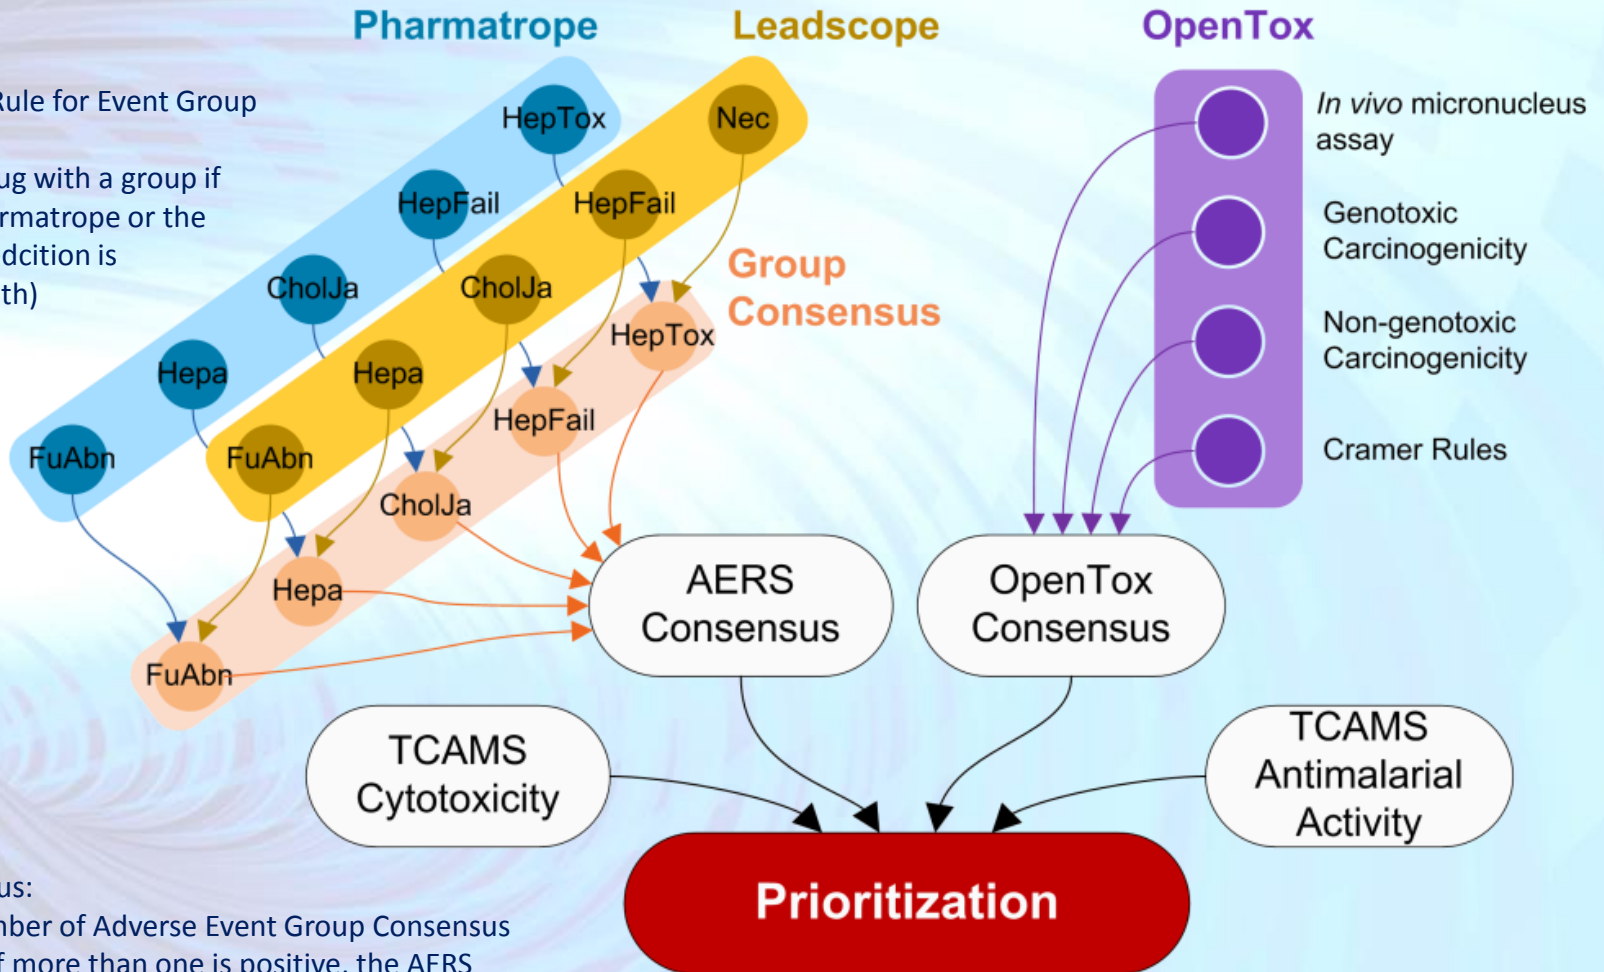 Pharmatrope
Leadscope
OpenTox
Rule for Event Group
ug with a group if
rmatrope or the
dcition is
th)
HepTox
HepFail
CholJa
Hepa
FuAbn
Nec
HepFail
CholJa
Hepa
FuAbn
Group
Consensus
HepTox
HepFail
CholJa
Hepa
FuAbn
In vivo micronucleus
assay
Genotoxic
Carcinogenicity
Non-genotoxic
Carcinogenicity
Cramer Rules
AERS
Consensus
OpenTox
Consensus
TCAMS
Cytotoxicity
TCAMS
Antimalarial
Activity
Prioritization
us:
nber of Adverse Event Group Consensus
f more than one is positive, the AERS